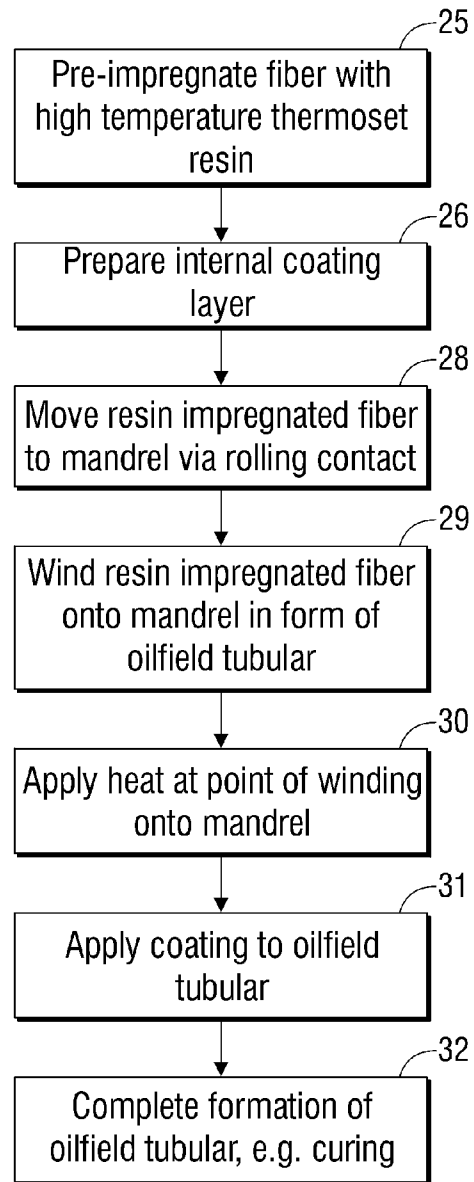 25
Pre-impregnate fiber with
high temperature thermoset
resin
26
Prepare internal coating
layer
28
Move resin impregnated fiber
to mandrel via rolling contact
29
Wind resin impregnated fiber
onto mandrel in form of
oilfield tubular
30
Apply heat at point of winding
onto mandrel
31
Apply coating to oilfield
tubular
32
Complete formation of
oilfield tubular, e.g. curing